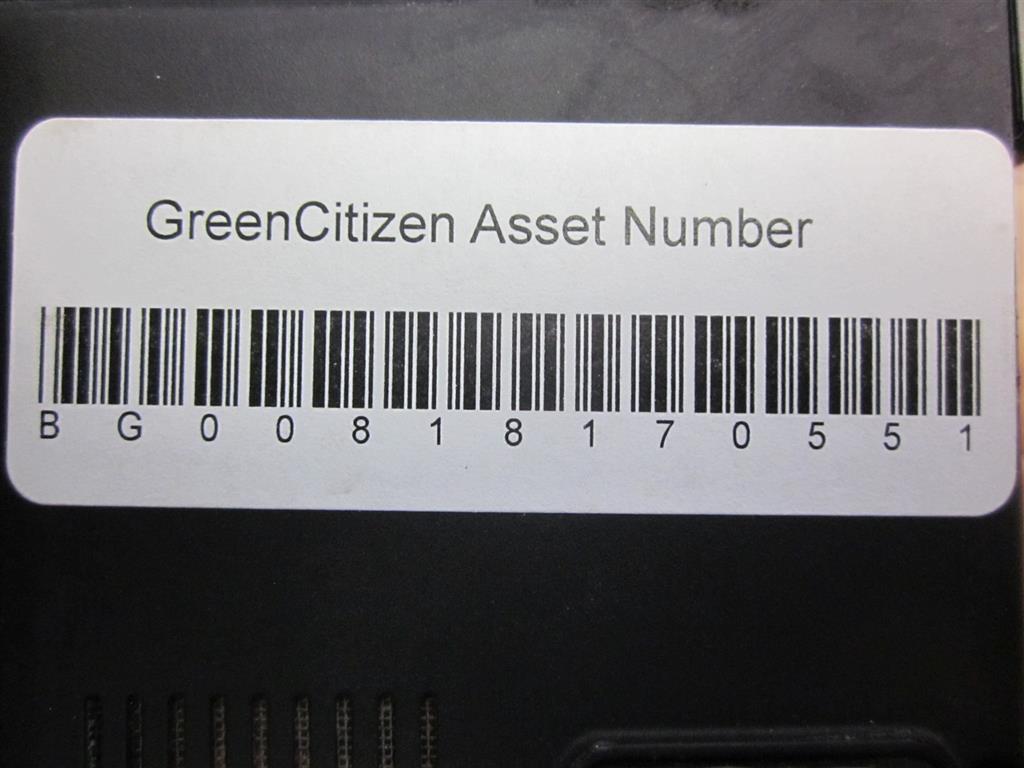 GreenCitizen Asset Number
B G 0 0 8 1 8 1 7 0 5 5 1